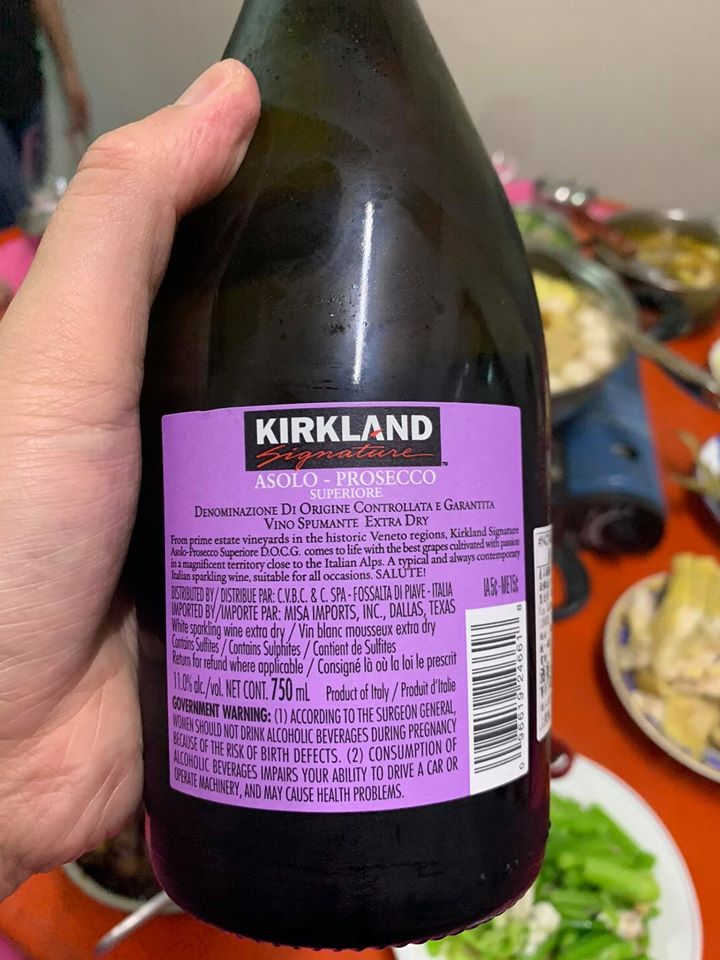 KIRKLAND
Signature™
ASOLO - PROSECCO
SUPERIORE
DENOMINAZIONE DI ORIGINE CONTROLLATA E GARANTITA
VINO SPUMANTE EXTRA DRY
From prime estate vineyards in the historic Veneto regions, Kirkland Signature
Asolo-Prosecco Superiore D.O.C.G. comes to life with the best grapes cultivated with passion
in a magnificent territory close to the Italian Alps. A typical and always contemporary
Italian sparkling wine, suitable for all occasions. SALUTE!
DISTRIBUTED BY / DISTRIBUE PAR: C.V.B.C. & C. SPA - FOSSALTA DI PIAVE - ITALIA
IMPORTED BY/IMPORTE PAR: MISA IMPORTS, INC., DALLAS, TEXAS
White sparkling wine extra dry / Vin blanc mousseux extra dry
Contains Sulfites / Contains Sulphites / Contient de Sulfites
Return for refund where applicable / Consigné là où la loi le prescrit
11.0% alc./vol. NET CONT. 750 mL Product of Italy / Produit d'Italie
GOVERNMENT WARNING: (1) ACCORDING TO THE SURGEON GENERAL,
WOMEN SHOULD NOT DRINK ALCOHOLIC BEVERAGES DURING PREGNANCY
BECAUSE OF THE RISK OF BIRTH DEFECTS. (2) CONSUMPTION OF
ALCOHOLIC BEVERAGES IMPAIRS YOUR ABILITY TO DRIVE A CAR OR
OPERATE MACHINERY, AND MAY CAUSE HEALTH PROBLEMS.
IA5c-ME15c
0 96619 24661 8